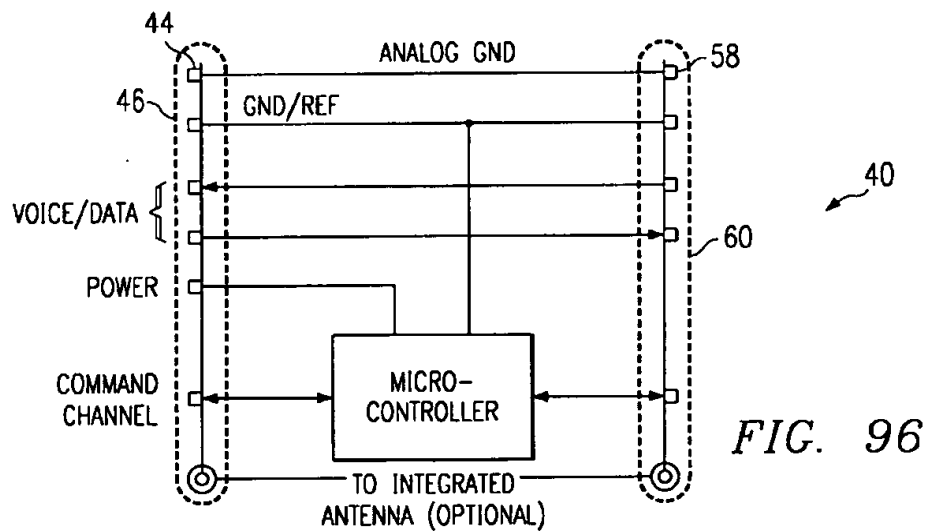 44
ANALOG GND
58
46
GND/REF
40
VOICE/DATA
60
POWER
COMMAND
CHANNEL
MICRO-
CONTROLLER
FIG. 96
TO INTEGRATED
ANTENNA (OPTIONAL)